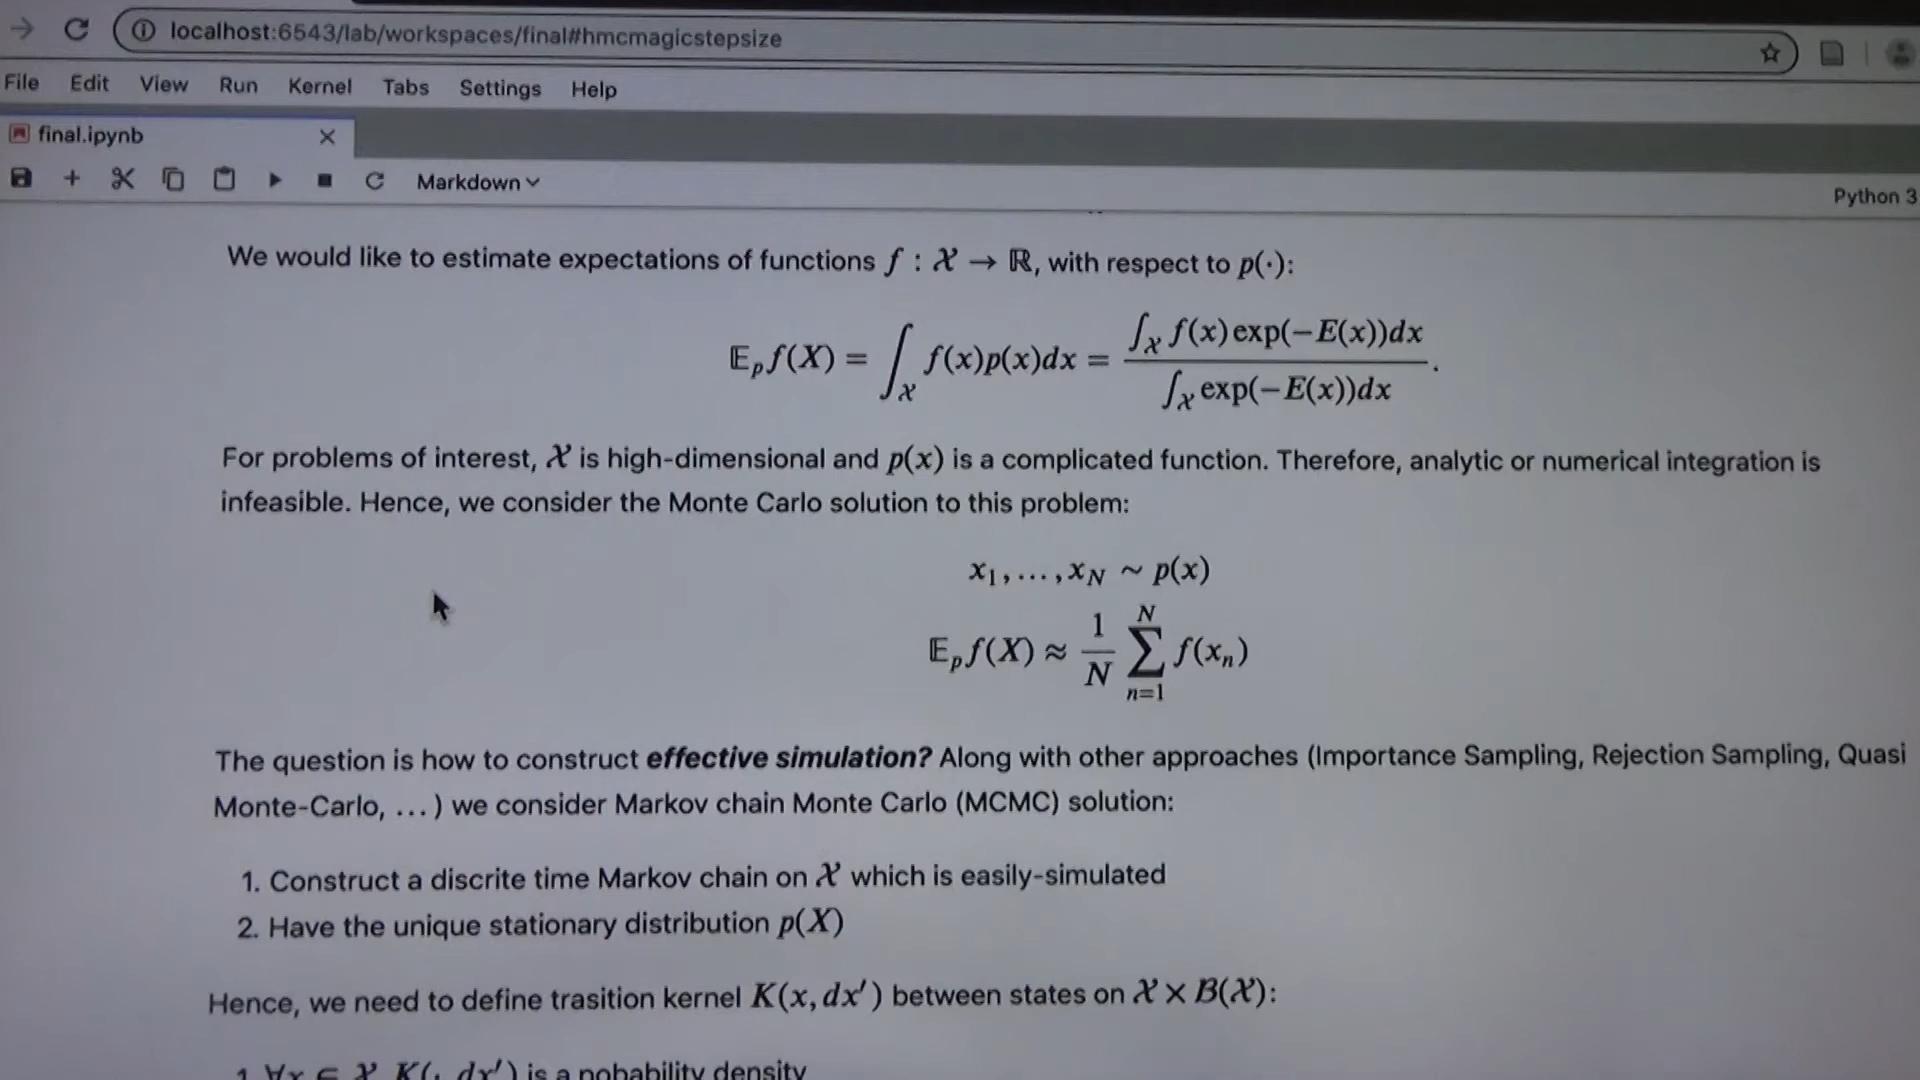 localhost:6543/lab/workspaces/final#hmcmagicstepsize
File Edit View Run Kernel Tabs Settings Help
final.ipynb
Markdown
Python 3
We would like to estimate expectations of functions f : 𝒳 → ℝ, with respect to p(·):
𝔼_p f(X) = ∫_𝒳 f(x)p(x)dx = ∫_𝒳 f(x) exp(−E(x))dx / ∫_𝒳 exp(−E(x))dx .
For problems of interest, 𝒳 is high-dimensional and p(x) is a complicated function. Therefore, analytic or numerical integration is
infeasible. Hence, we consider the Monte Carlo solution to this problem:
x₁, … , x_N ∼ p(x)
𝔼_p f(X) ≈ 1/N ∑_{n=1}^N f(x_n)
The question is how to construct effective simulation? Along with other approaches (Importance Sampling, Rejection Sampling, Quasi
Monte-Carlo, … ) we consider Markov chain Monte Carlo (MCMC) solution:
1. Construct a discrite time Markov chain on 𝒳 which is easily-simulated
2. Have the unique stationary distribution p(X)
Hence, we need to define trasition kernel K(x, dx′) between states on 𝒳 × ℬ(𝒳):
1. ∀x ∈ 𝒳 K(·, dx′) is a pobability density